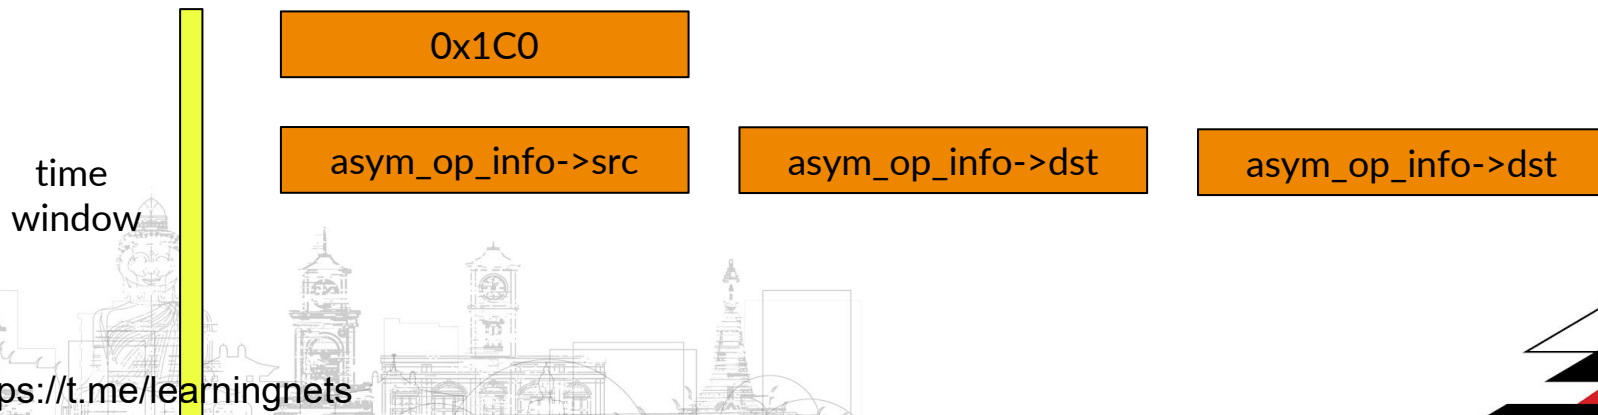 0x1C0
asym_op_info->src
asym_op_info->dst
asym_op_info->dst
time
window
ps://t.me/learningnets